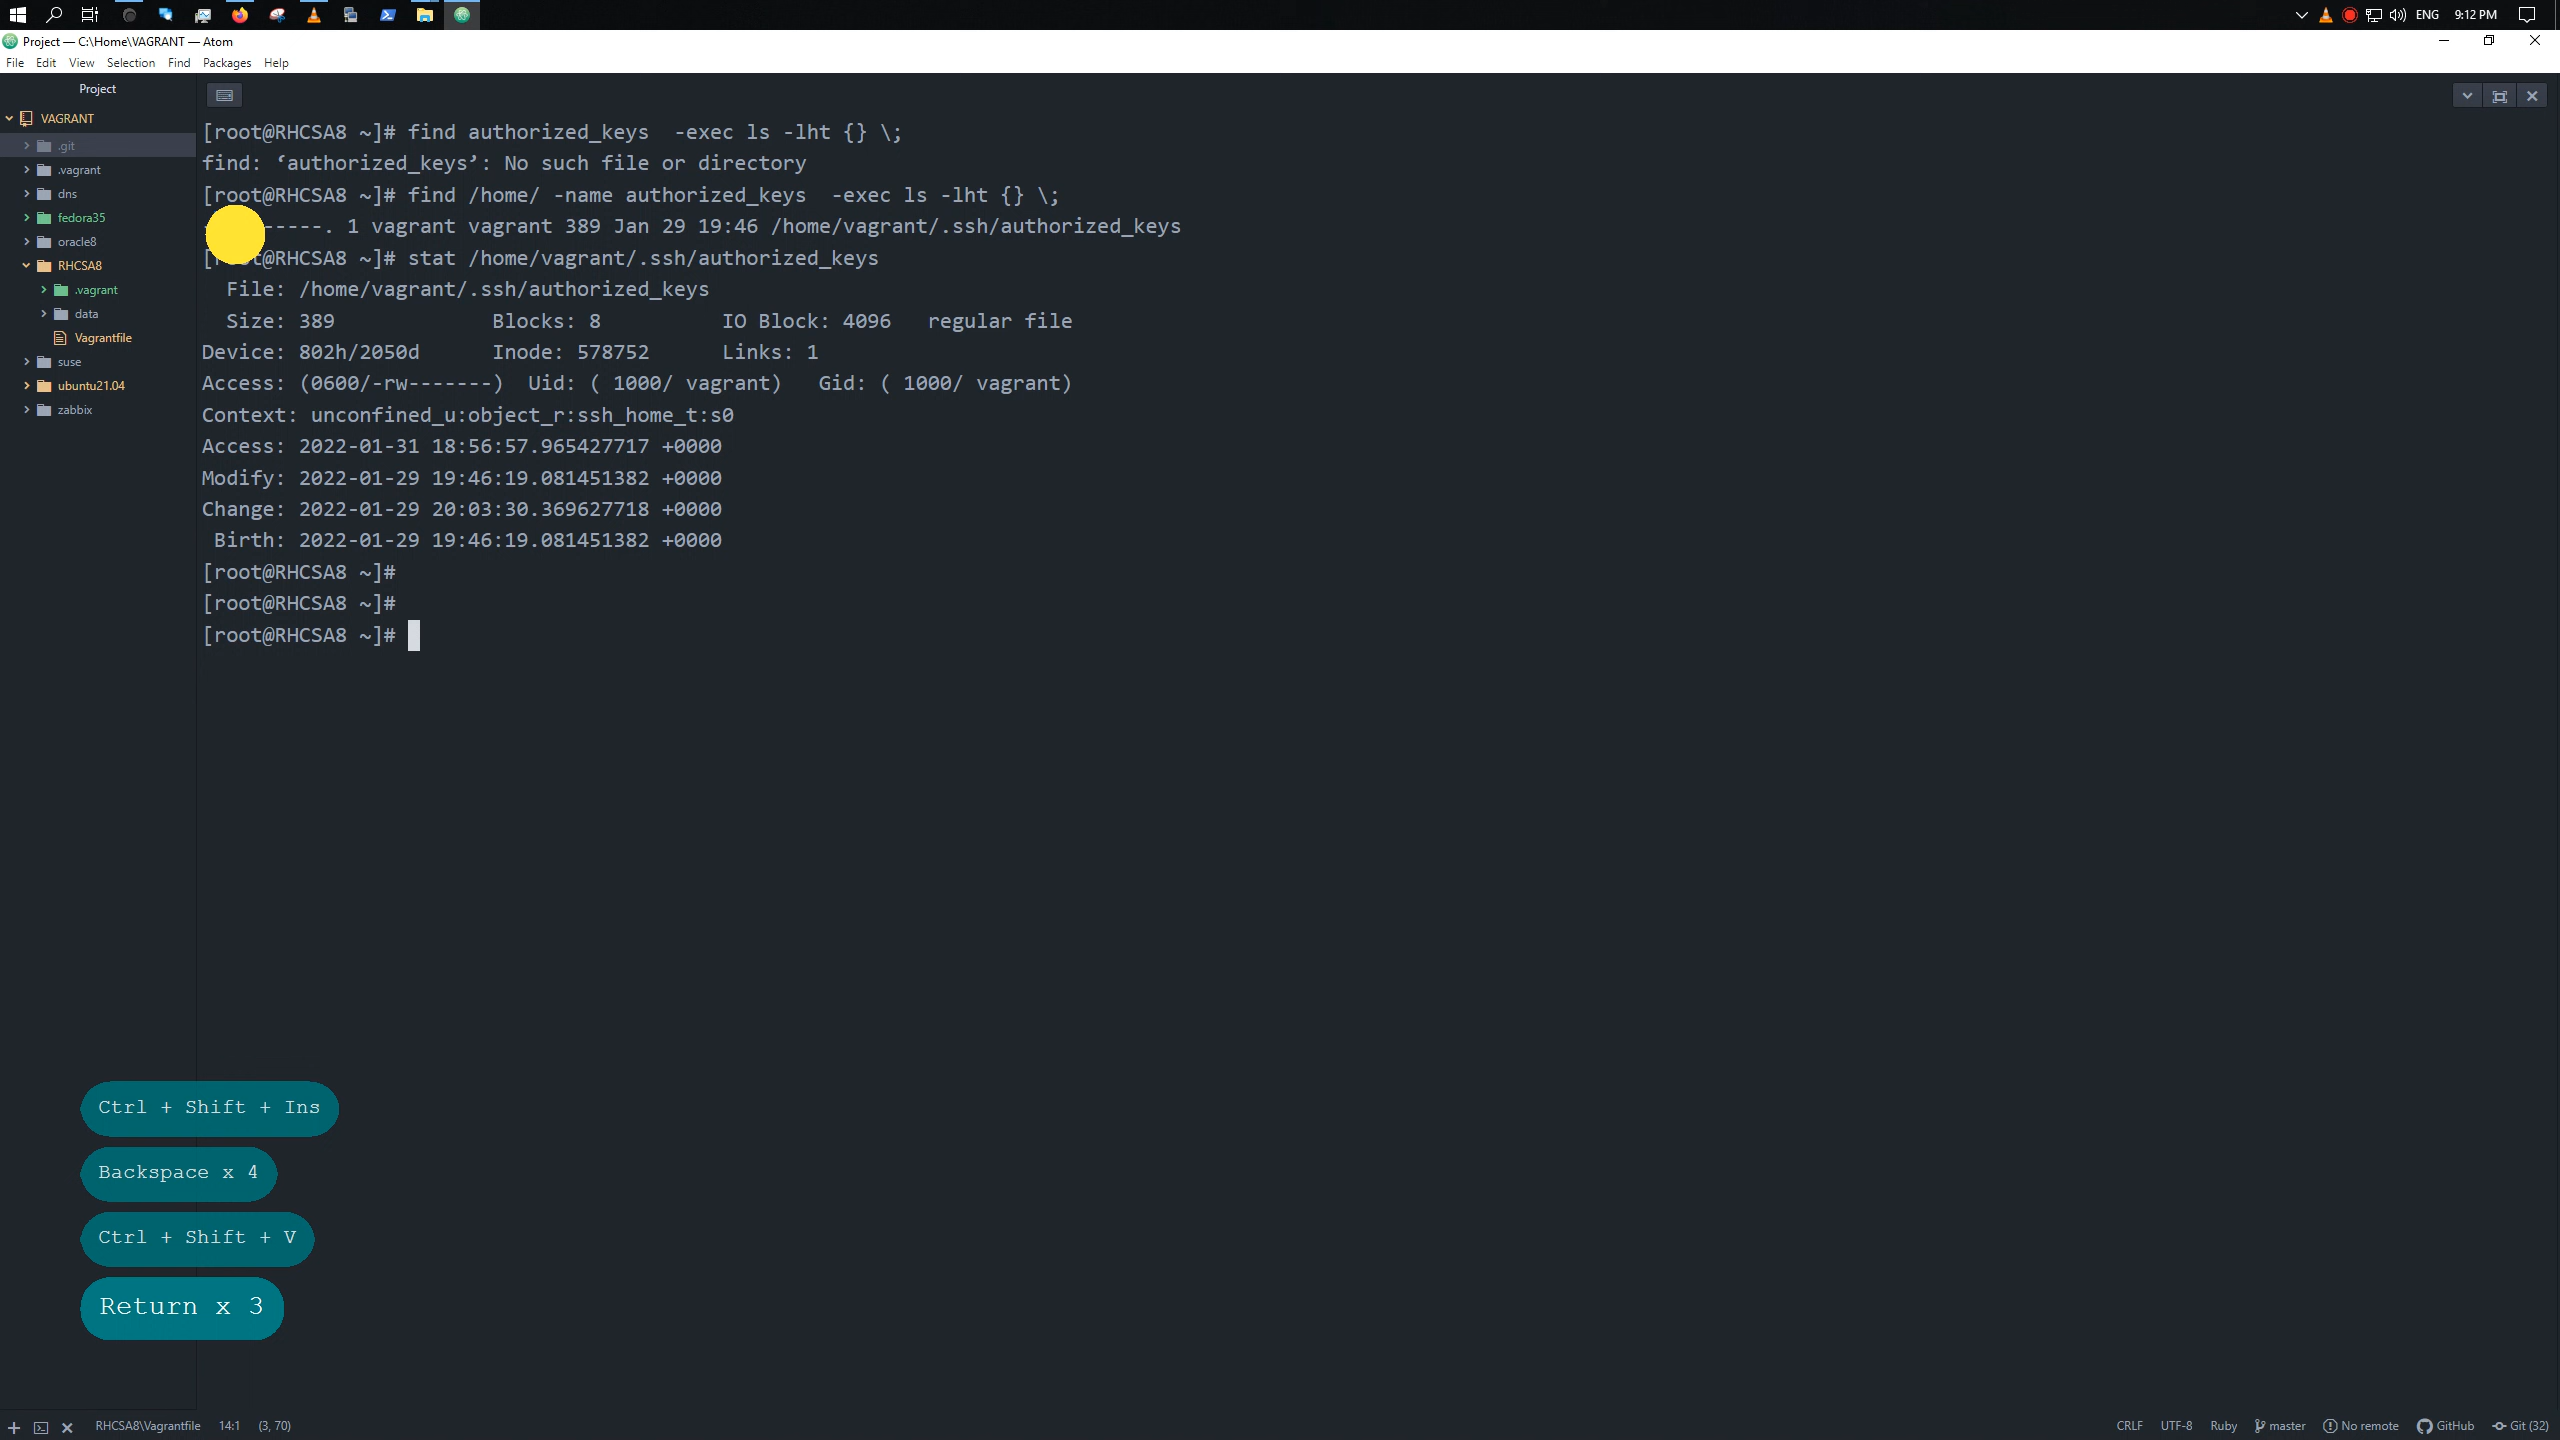 ENG 9:12 PM
Project — C:\Home\VAGRANT — Atom
File Edit View Selection Find Packages Help
Project
VAGRANT
.git
.vagrant
dns
fedora35
oracle8
RHCSA8
.vagrant
data
Vagrantfile
suse
ubuntu21.04
zabbix
[root@RHCSA8 ~]# find authorized_keys  -exec ls -lht {} \;
find: ‘authorized_keys’: No such file or directory
[root@RHCSA8 ~]# find /home/ -name authorized_keys  -exec ls -lht {} \;
-----. 1 vagrant vagrant 389 Jan 29 19:46 /home/vagrant/.ssh/authorized_keys
~]# stat /home/vagrant/.ssh/authorized_keys
File: /home/vagrant/.ssh/authorized_keys
Size: 389 Blocks: 8 IO Block: 4096 regular file
Device: 802h/2050d Inode: 578752 Links: 1
Access: (0600/-rw-------) Uid: ( 1000/ vagrant) Gid: ( 1000/ vagrant)
Context: unconfined_u:object_r:ssh_home_t:s0
Access: 2022-01-31 18:56:57.965427717 +0000
Modify: 2022-01-29 19:46:19.081451382 +0000
Change: 2022-01-29 20:03:30.369627718 +0000
Birth: 2022-01-29 19:46:19.081451382 +0000
[root@RHCSA8 ~]#
[root@RHCSA8 ~]#
[root@RHCSA8 ~]#
Ctrl + Shift + Ins
Backspace x 4
Ctrl + Shift + V
Return x 3
RHCSA8\Vagrantfile 14:1 (3, 70) CRLF UTF-8 Ruby master No remote GitHub Git (32)